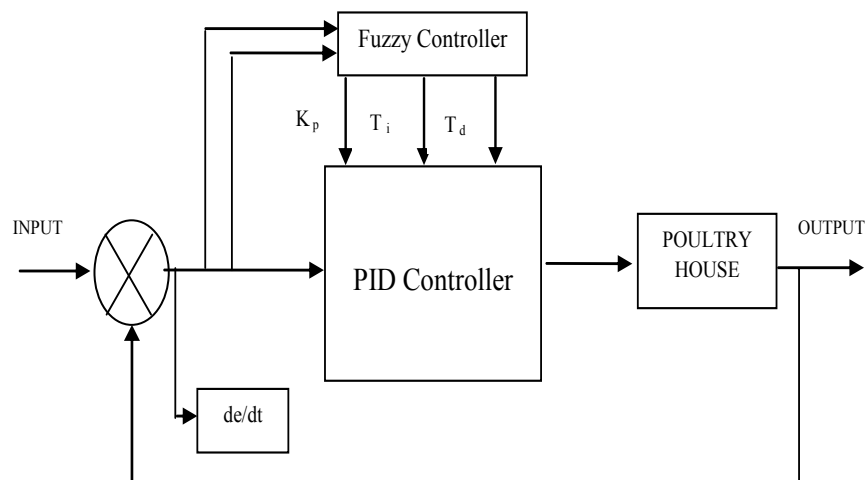 Fuzzy Controller
K p
T i
T d
INPUT
PID Controller
POULTRY
HOUSE
OUTPUT
de/dt